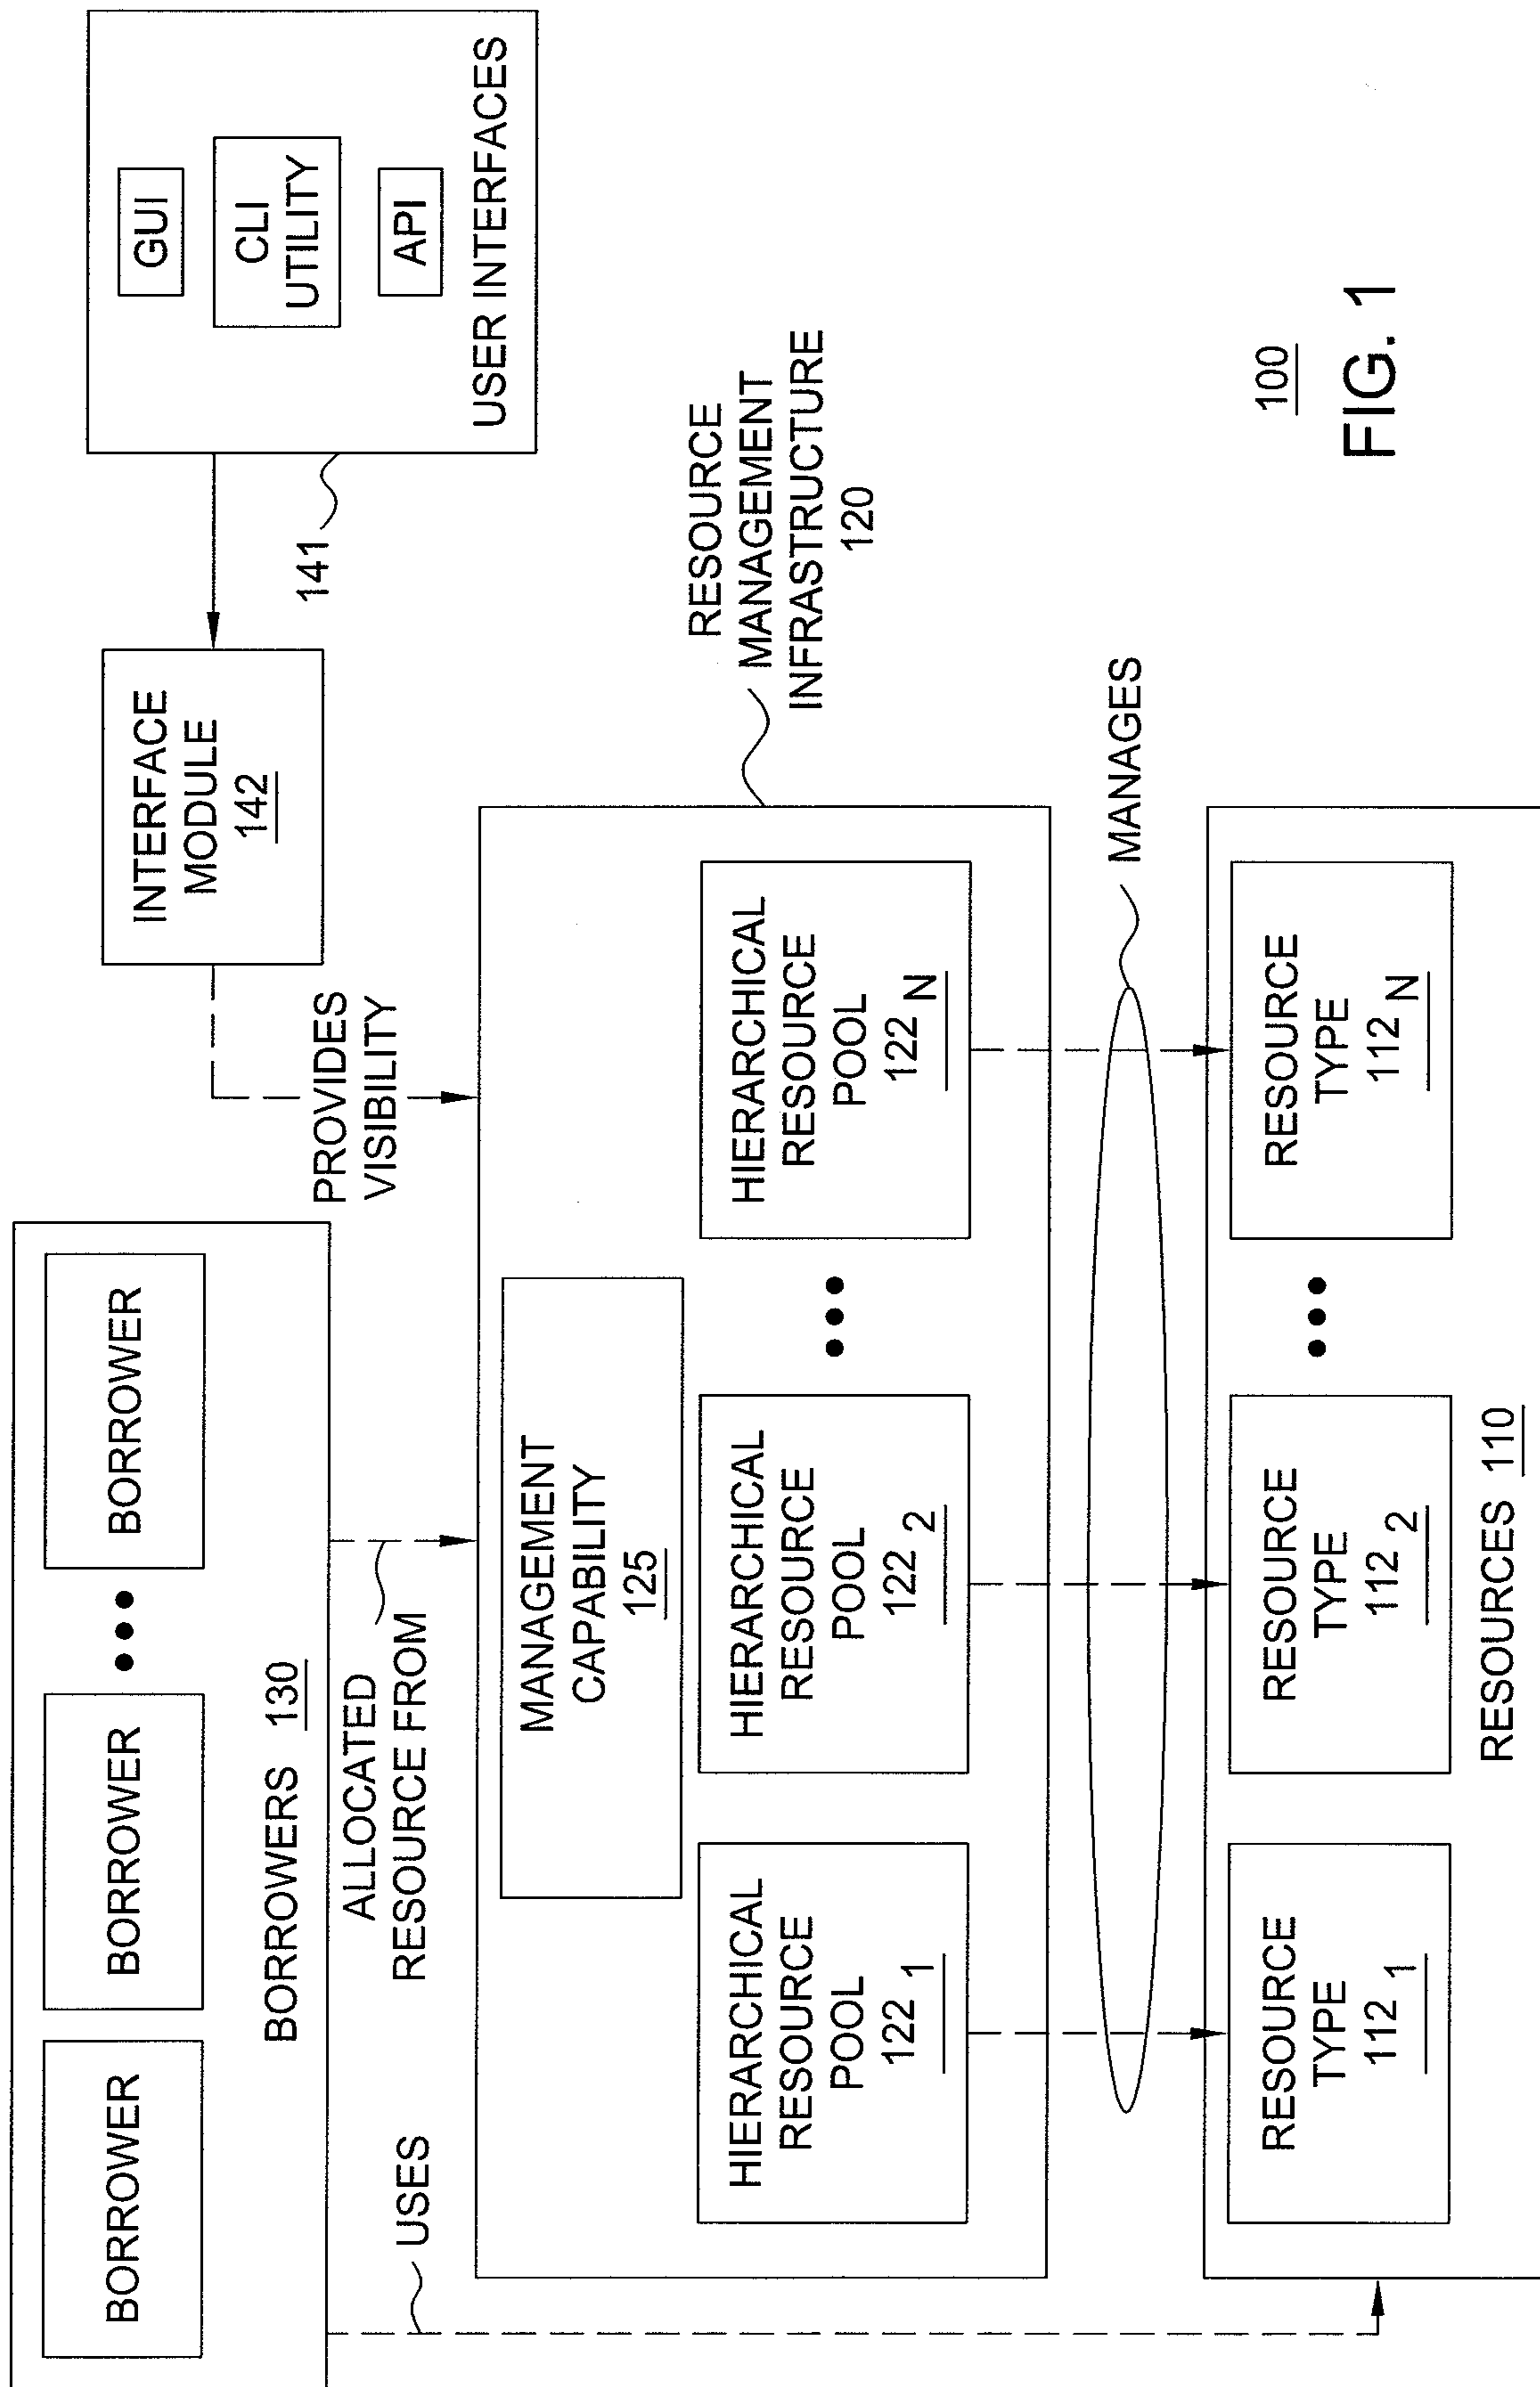 BORROWER
BORROWER
BORROWER
BORROWERS 130
USES
ALLOCATED
RESOURCE FROM
PROVIDES
VISIBILITY
INTERFACE
MODULE
142
141
GUI
CLI
UTILITY
API
USER INTERFACES
MANAGEMENT
CAPABILITY
125
HIERARCHICAL
RESOURCE
POOL
122 1
HIERARCHICAL
RESOURCE
POOL
122 2
HIERARCHICAL
RESOURCE
POOL
122 N
RESOURCE
MANAGEMENT
INFRASTRUCTURE
120
MANAGES
RESOURCE
TYPE
112 1
RESOURCE
TYPE
112 2
RESOURCE
TYPE
112 N
RESOURCES 110
100
FIG. 1